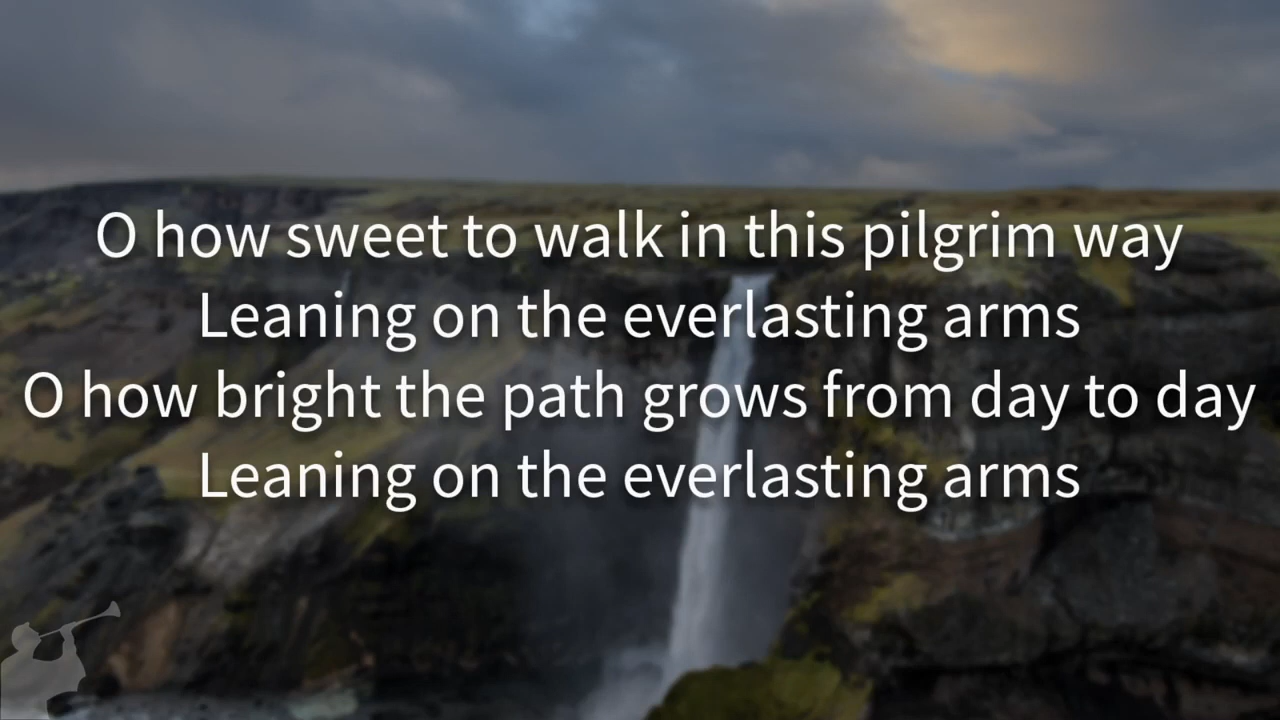 O how sweet to walk in this pilgrim way
Leaning on the everlasting arms
O how bright the path grows from day to day
Leaning on the everlasting arms